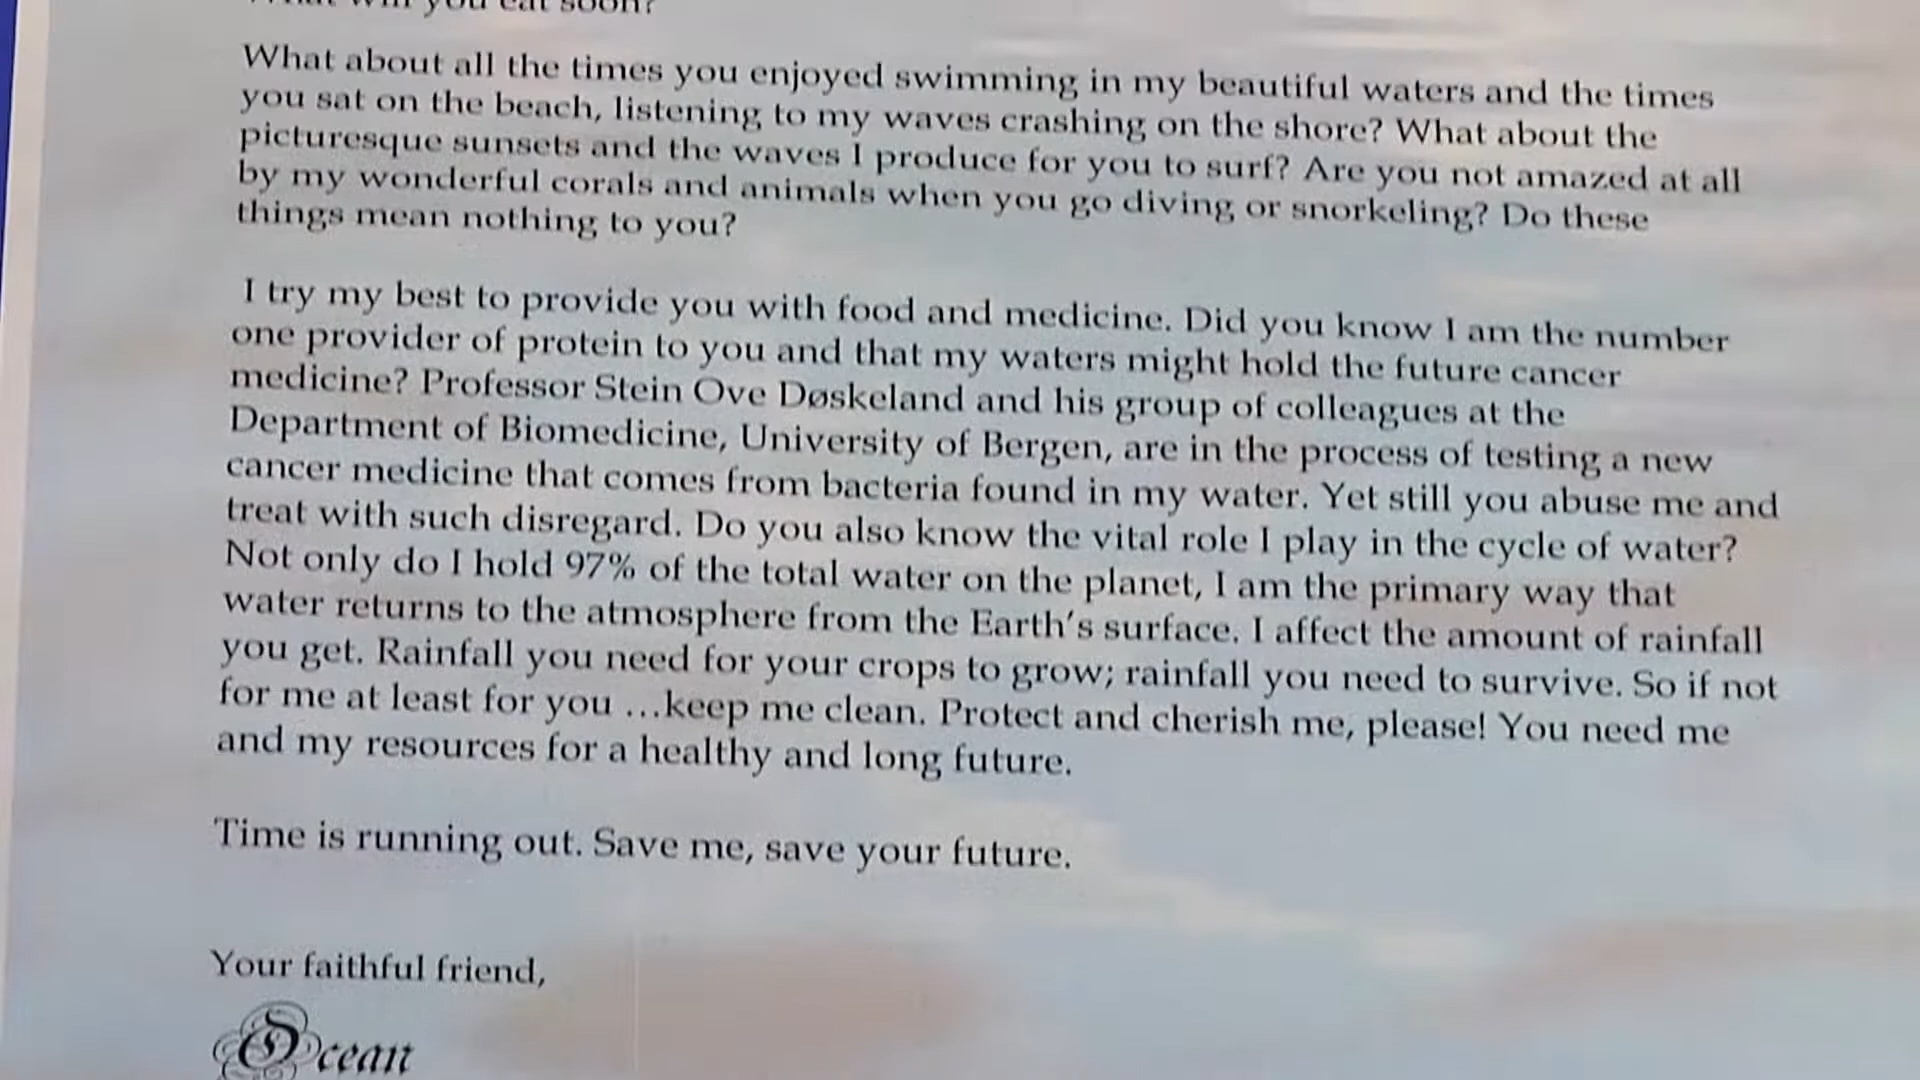 What will you eat soon?
What about all the times you enjoyed swimming in my beautiful waters and the times
you sat on the beach, listening to my waves crashing on the shore? What about the
picturesque sunsets and the waves I produce for you to surf? Are you not amazed at all
by my wonderful corals and animals when you go diving or snorkeling? Do these
things mean nothing to you?
I try my best to provide you with food and medicine. Did you know I am the number
one provider of protein to you and that my waters might hold the future cancer
medicine? Professor Stein Ove Døskeland and his group of colleagues at the
Department of Biomedicine, University of Bergen, are in the process of testing a new
cancer medicine that comes from bacteria found in my water. Yet still you abuse me and
treat with such disregard. Do you also know the vital role I play in the cycle of water?
Not only do I hold 97% of the total water on the planet, I am the primary way that
water returns to the atmosphere from the Earth's surface. I affect the amount of rainfall
you get. Rainfall you need for your crops to grow; rainfall you need to survive. So if not
for me at least for you ...keep me clean. Protect and cherish me, please! You need me
and my resources for a healthy and long future.
Time is running out. Save me, save your future.
Your faithful friend,
Ocean